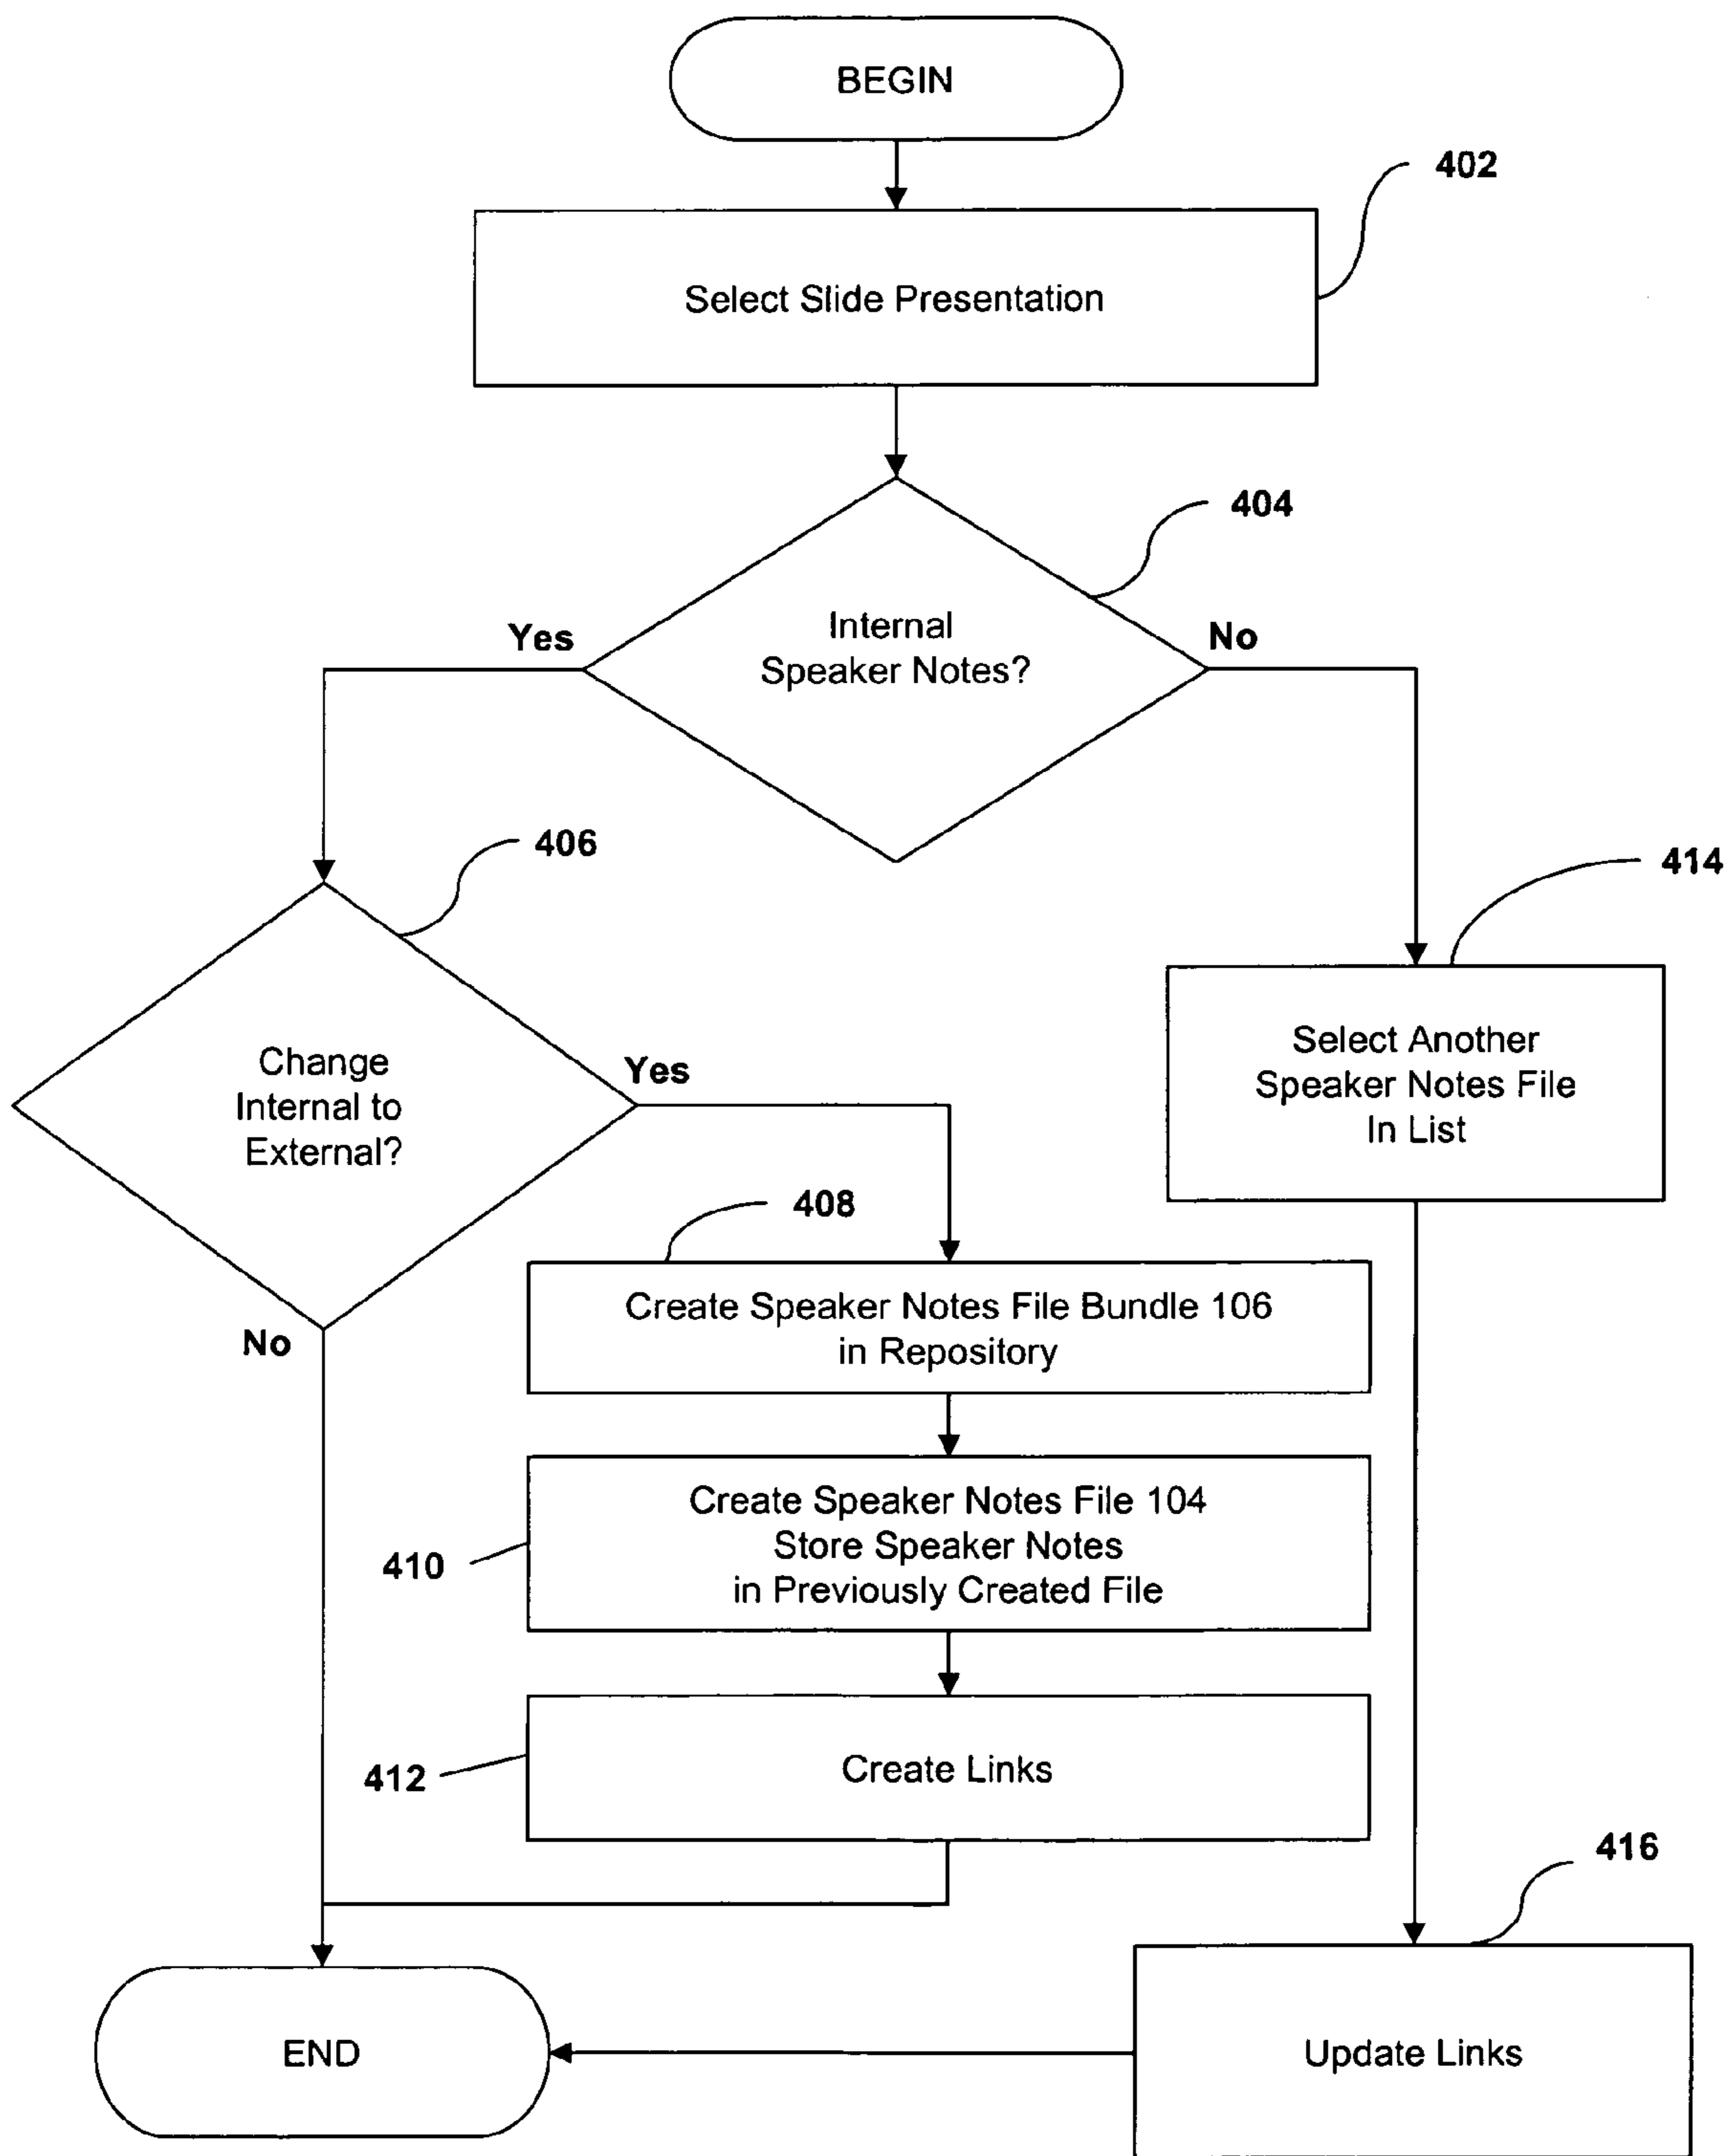 BEGIN
402
Select Slide Presentation
404
Internal
Speaker Notes?
Yes
No
406
414
Change
Internal to
External?
Yes
Select Another
Speaker Notes File
In List
408
Create Speaker Notes File Bundle 106
in Repository
No
Create Speaker Notes File 104
Store Speaker Notes
in Previously Created File
410
Create Links
412
416
END
Update Links